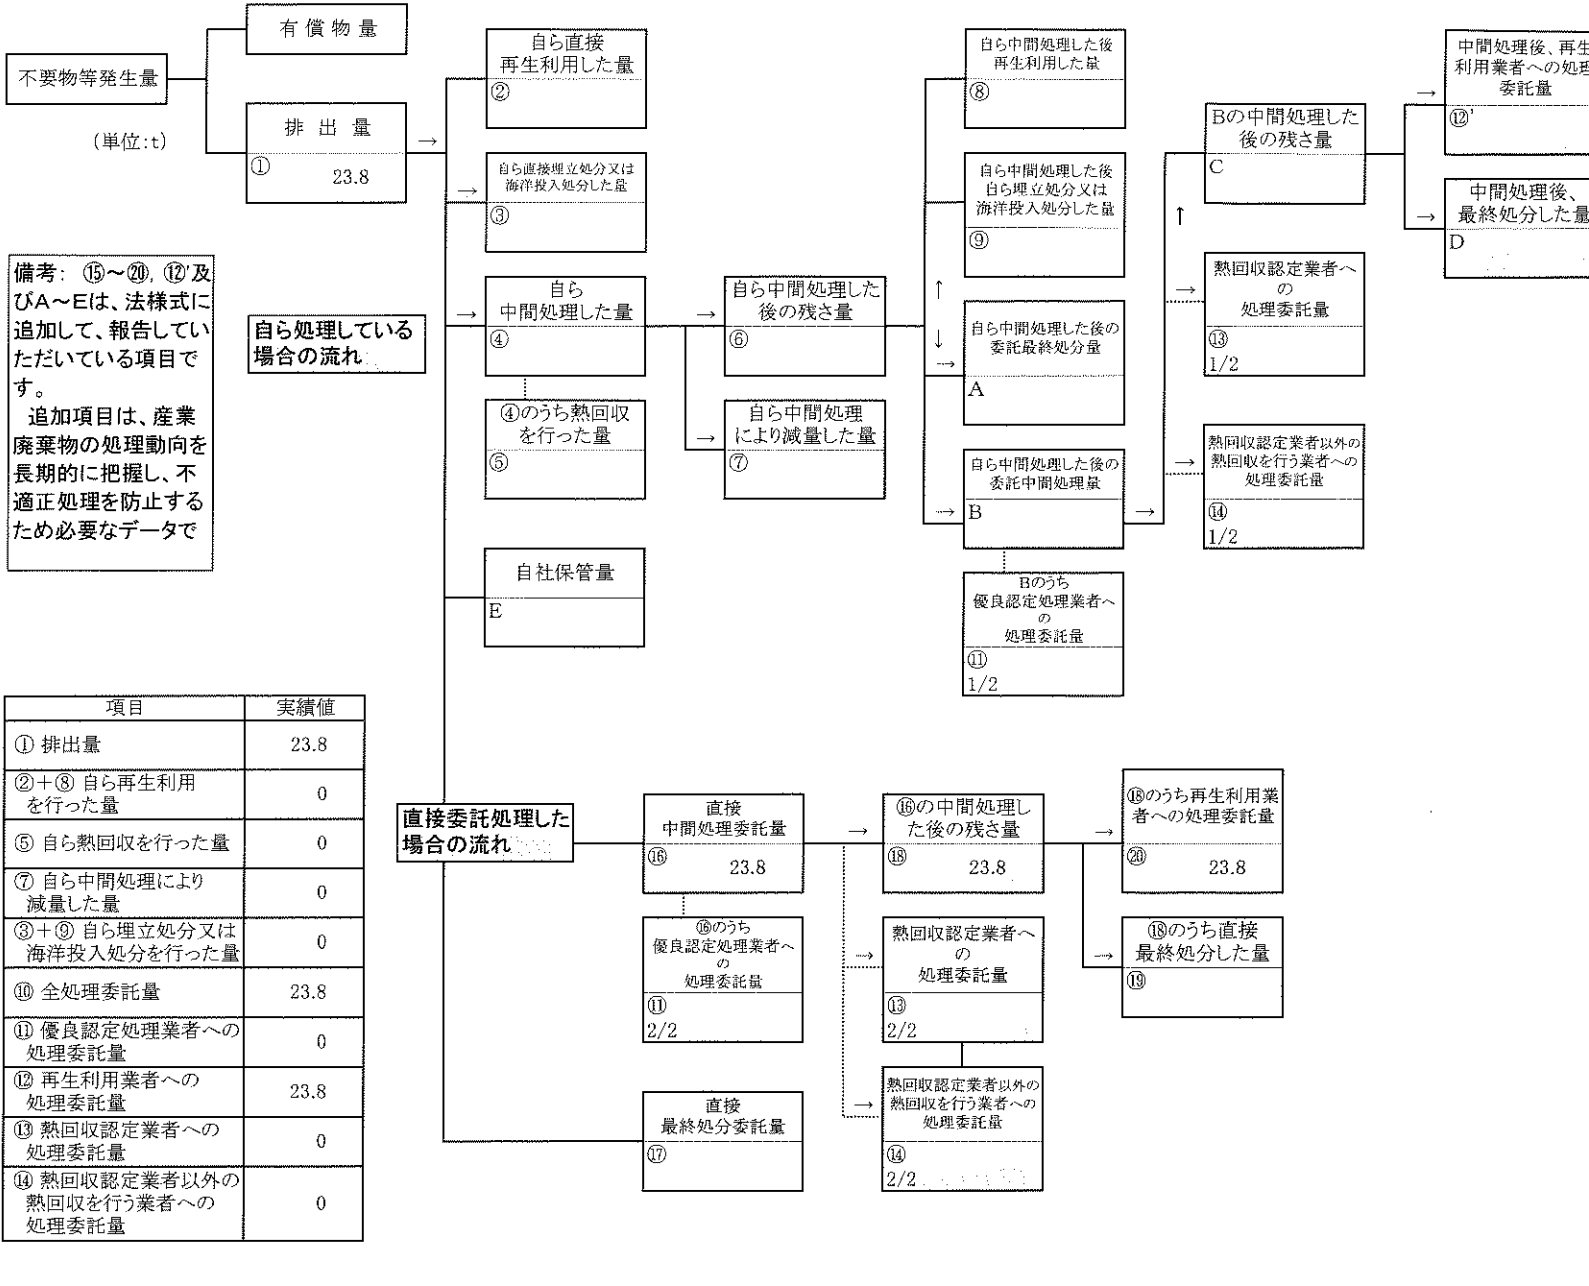 有償物量
不要物等発生量
(単位:t)
排出量
①
23.8
→
備考: ⑮～⑳, ⑫'及
びA～Eは、法様式に
追加して、報告してい
ただいている項目で
す。
追加項目は、産業
廃棄物の処理動向を
長期的に把握し、不
適正処理を防止する
ため必要なデータで
自ら処理している
場合の流れ
自ら直接
再生利用した量
②
→
自ら直接埋立処分又は
海洋投入処分した量
③
→
自ら
中間処理した量
④
④のうち熱回収
を行った量
⑤
自社保管量
E
→
自ら中間処理した
後の残さ量
⑥
→
自ら中間処理
により減量した量
⑦
自ら中間処理した後
再生利用した量
⑧
自ら中間処理した後
自ら埋立処分又は
海洋投入処分した量
⑨
↑
↓
→
自ら中間処理した後の
委託最終処分量
A
→
自ら中間処理した後の
委託中間処理量
B
→
Bのうち
優良認定処理業者へ
の
処理委託量
⑪
1/2
Bの中間処理した
後の残さ量
C
↑
→
熱回収認定業者へ
の
処理委託量
⑬
1/2
→
熱回収認定業者以外の
熱回収を行う業者への
処理委託量
⑭
1/2
→
中間処理後、再生
利用業者への処理
委託量
⑫'
→
中間処理後、
最終処分した量
D
項目 実績値
① 排出量 23.8
②+⑧ 自ら再生利用
を行った量 0
⑤ 自ら熱回収を行った量 0
⑦ 自ら中間処理により
減量した量 0
③+⑨ 自ら埋立処分又は
海洋投入処分を行った量 0
⑩ 全処理委託量 23.8
⑪ 優良認定処理業者への
処理委託量 0
⑫ 再生利用業者への
処理委託量 23.8
⑬ 熱回収認定業者への
処理委託量 0
⑭ 熱回収認定業者以外の
熱回収を行う業者への
処理委託量 0
直接委託処理した
場合の流れ
直接
中間処理委託量
⑯
23.8
⑯のうち
優良認定処理業者へ
の
処理委託量
⑪
2/2
直接
最終処分委託量
⑰
→
⑯の中間処理し
た後の残さ量
⑱
23.8
→
熱回収認定業者へ
の
処理委託量
⑬
2/2
→
熱回収認定業者以外の
熱回収を行う業者への
処理委託量
⑭
2/2
→
⑱のうち再生利用業
者への処理委託量
⑳
23.8
→
⑱のうち直接
最終処分した量
⑲